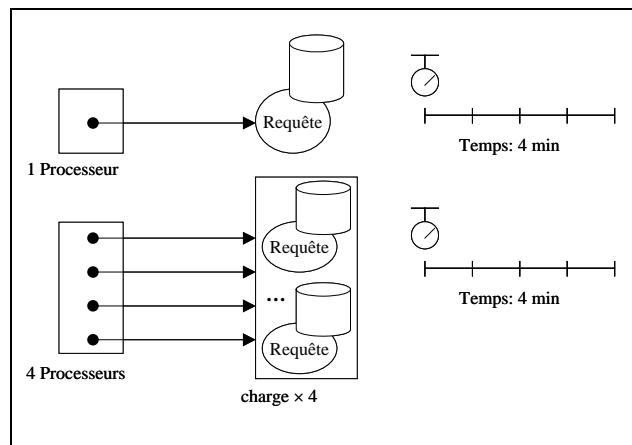 Requête
Temps: 4 min
1 Processeur
Requête
...
Temps: 4 min
Requête
4 Processeurs
charge × 4